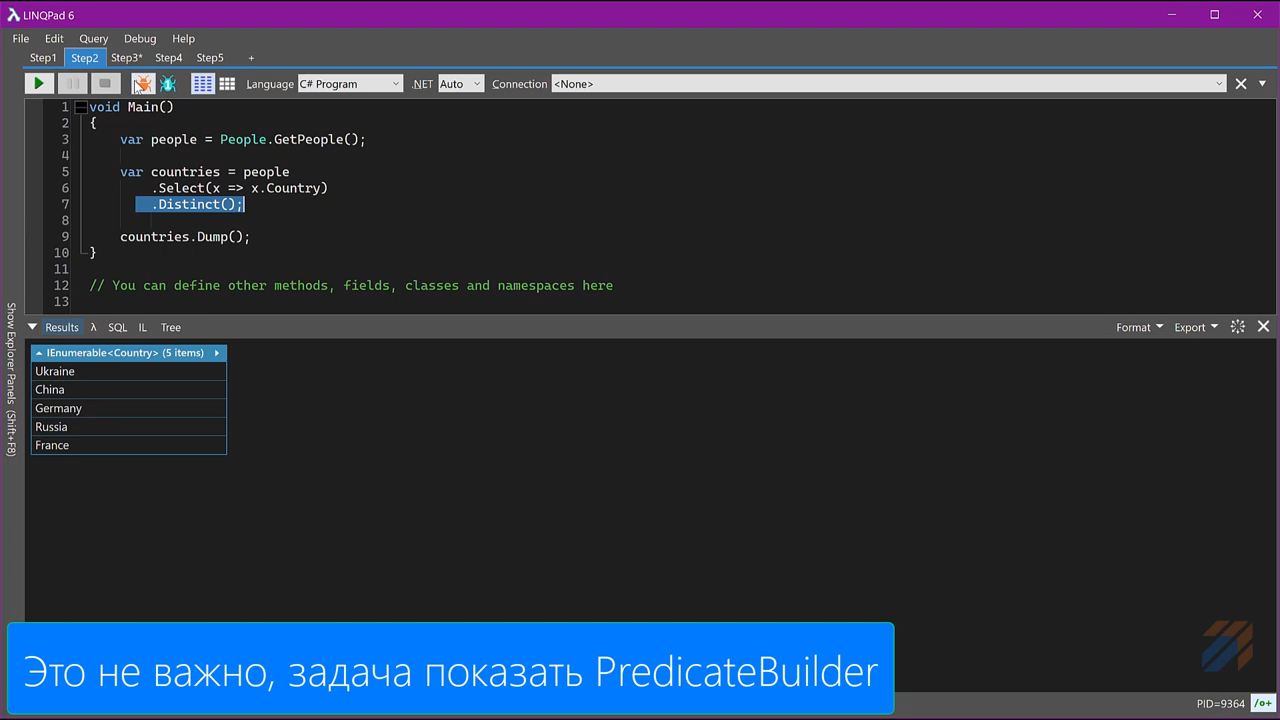 LINQPad 6
File Edit Query Debug Help
Step1 Step2 Step3* Step4 Step5 +
Language C# Program .NET Auto Connection <None>
1 void Main()
2 {
3 var people = People.GetPeople();
4
5 var countries = people
6 .Select(x => x.Country)
7 .Distinct();
8
9 countries.Dump();
10 }
11
12 // You can define other methods, fields, classes and namespaces here
13
Show Explorer Panels (Shift+F8)
Results λ SQL IL Tree Format Export
IEnumerable<Country> (5 items)
Ukraine
China
Germany
Russia
France
Это не важно, задача показать PredicateBuilder
PID=9364 /o+